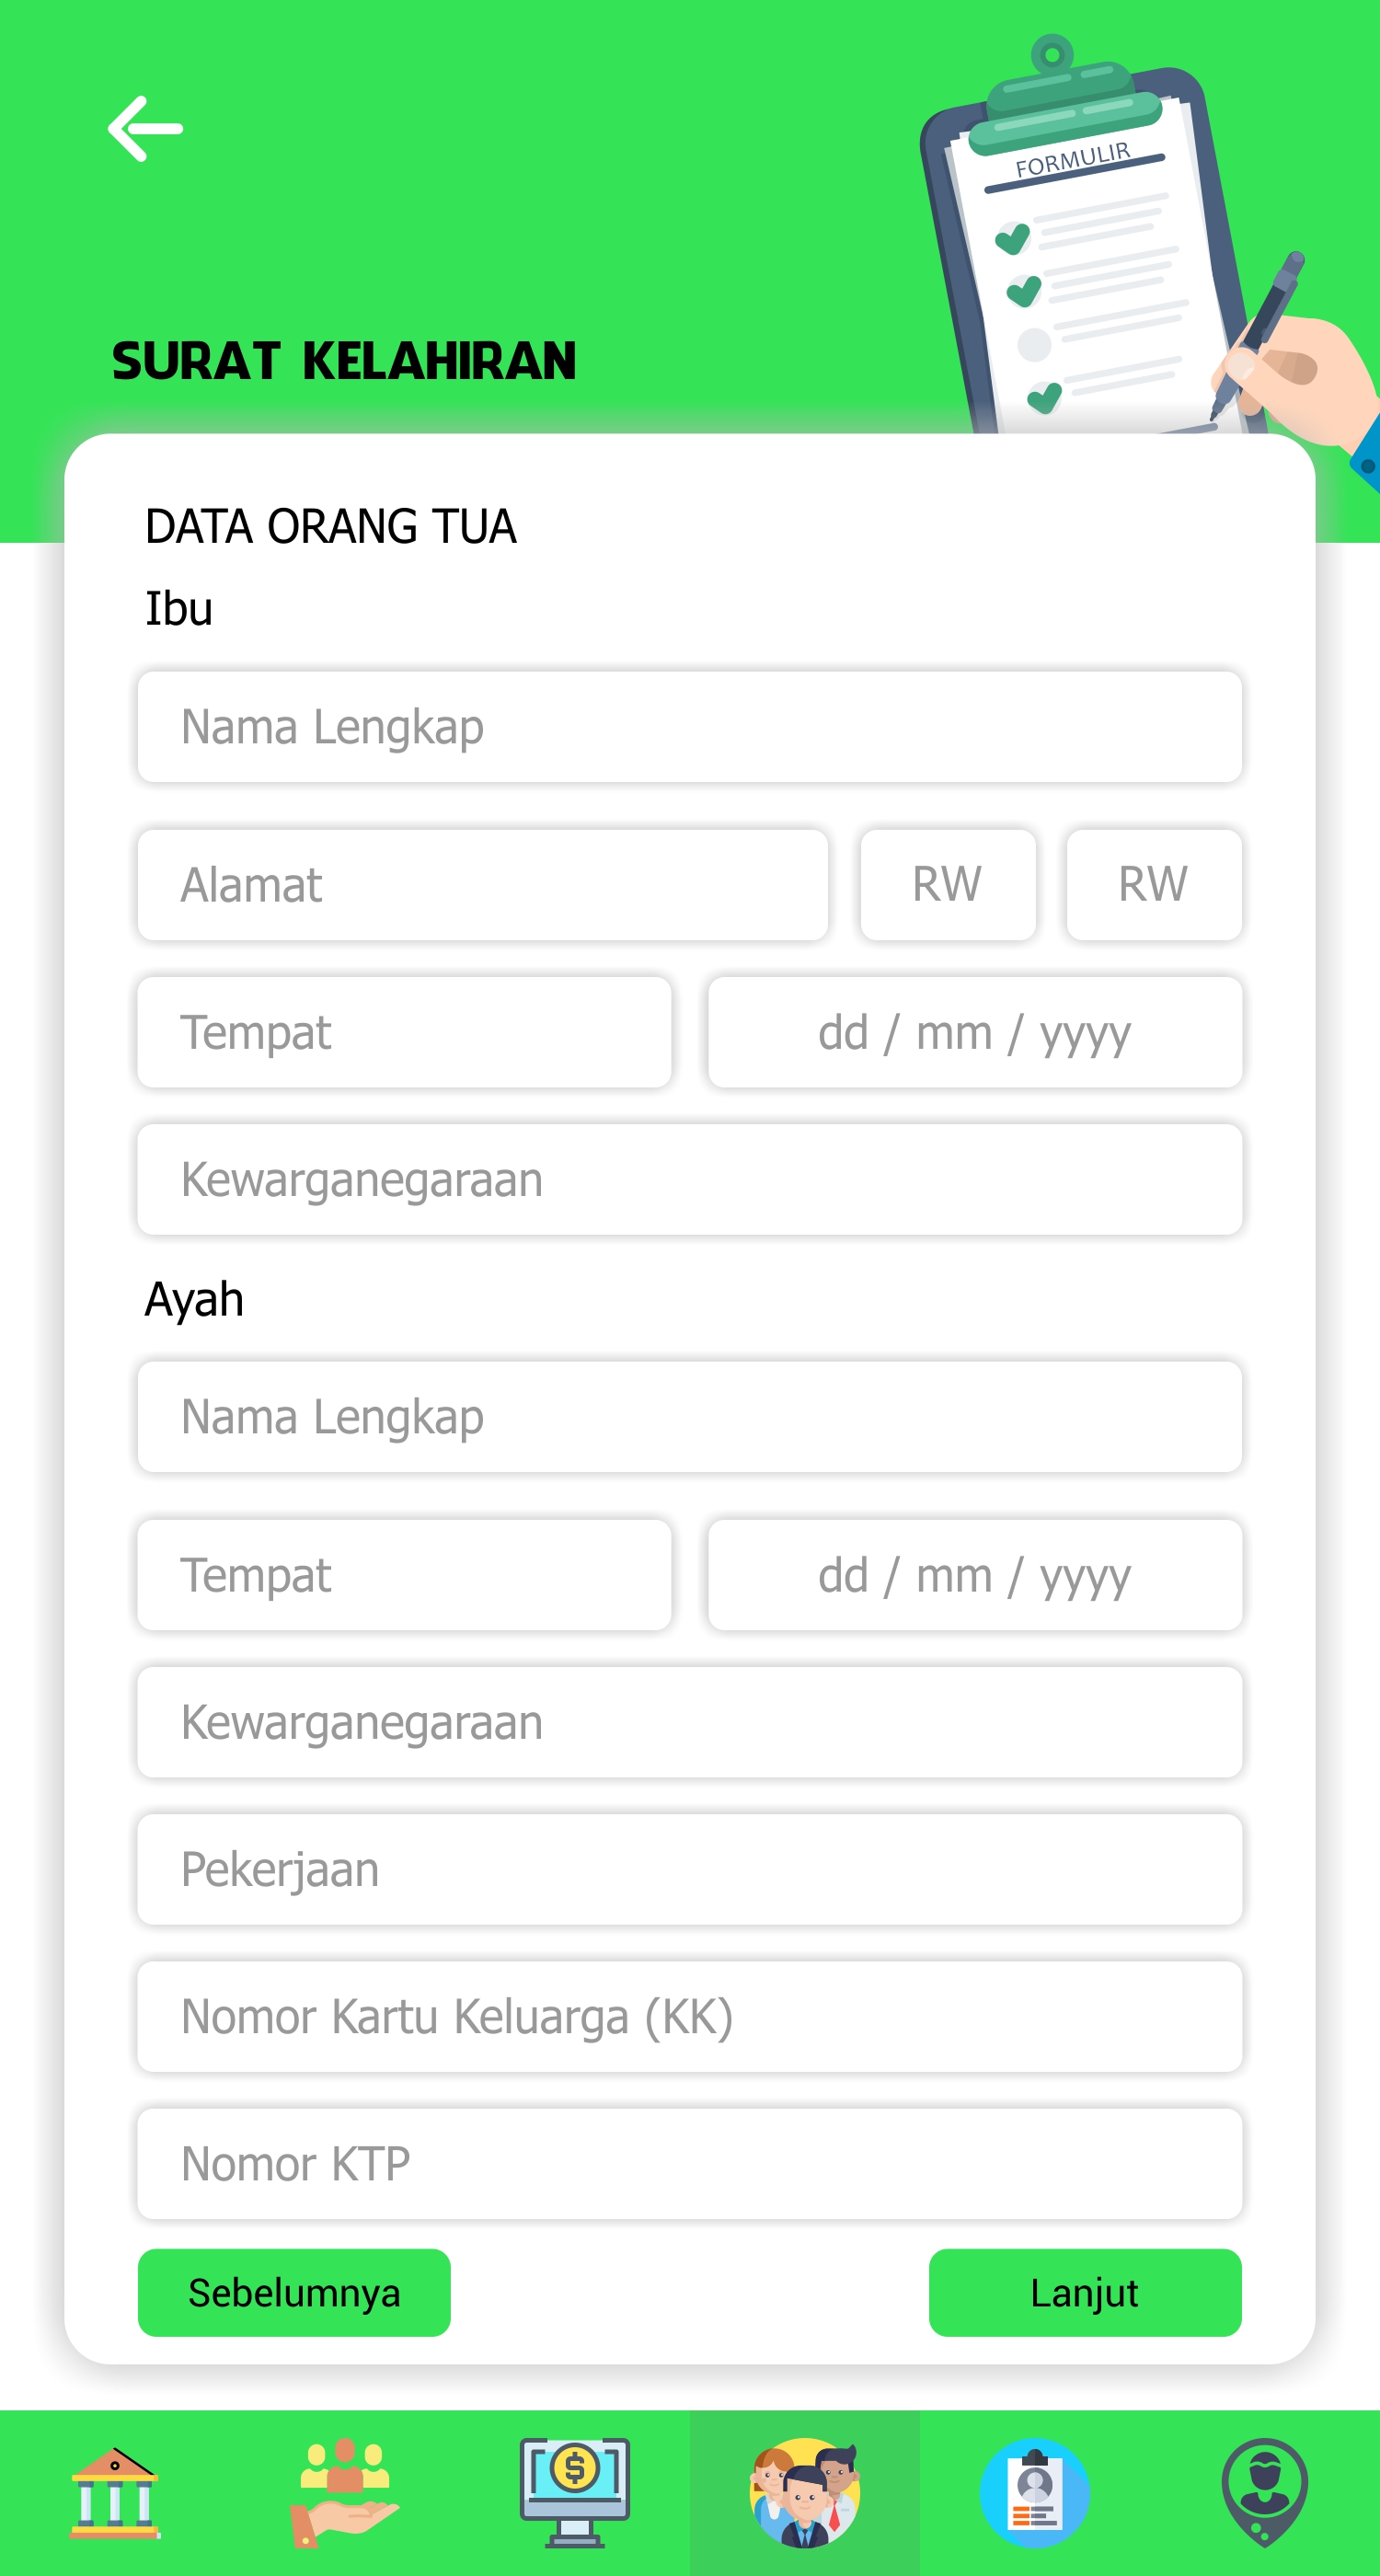 FORMULIR
SURAT KELAHIRAN
DATA ORANG TUA
Ibu
Nama Lengkap
Alamat RW RW
Tempat dd / mm / yyyy
Kewarganegaraan
Ayah
Nama Lengkap
Tempat dd / mm / yyyy
Kewarganegaraan
Pekerjaan
Nomor Kartu Keluarga (KK)
Nomor KTP
Sebelumnya Lanjut
$